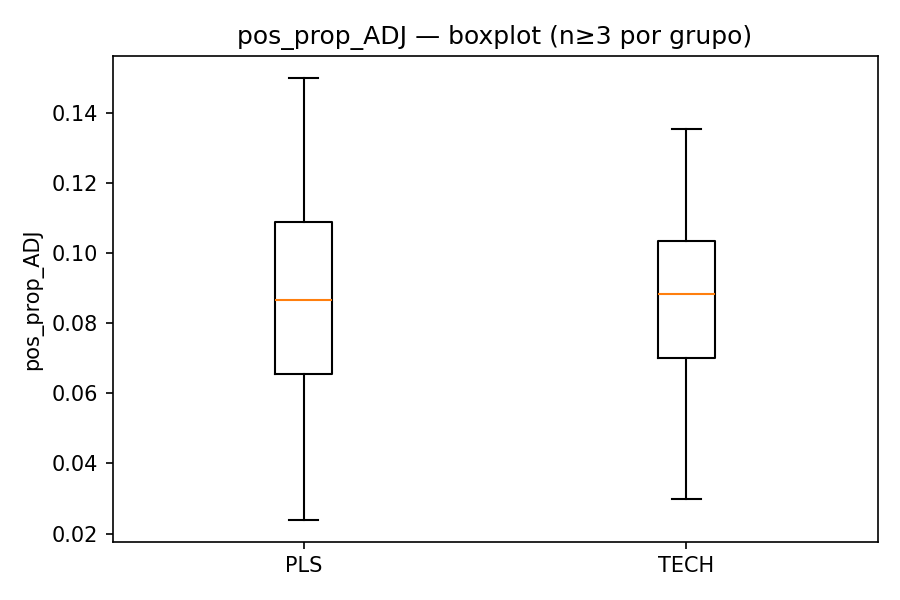 pos_prop_ADJ — boxplot (n≥3 por grupo)
pos_prop_ADJ
0.14
0.12
0.10
0.08
0.06
0.04
0.02
PLS
TECH